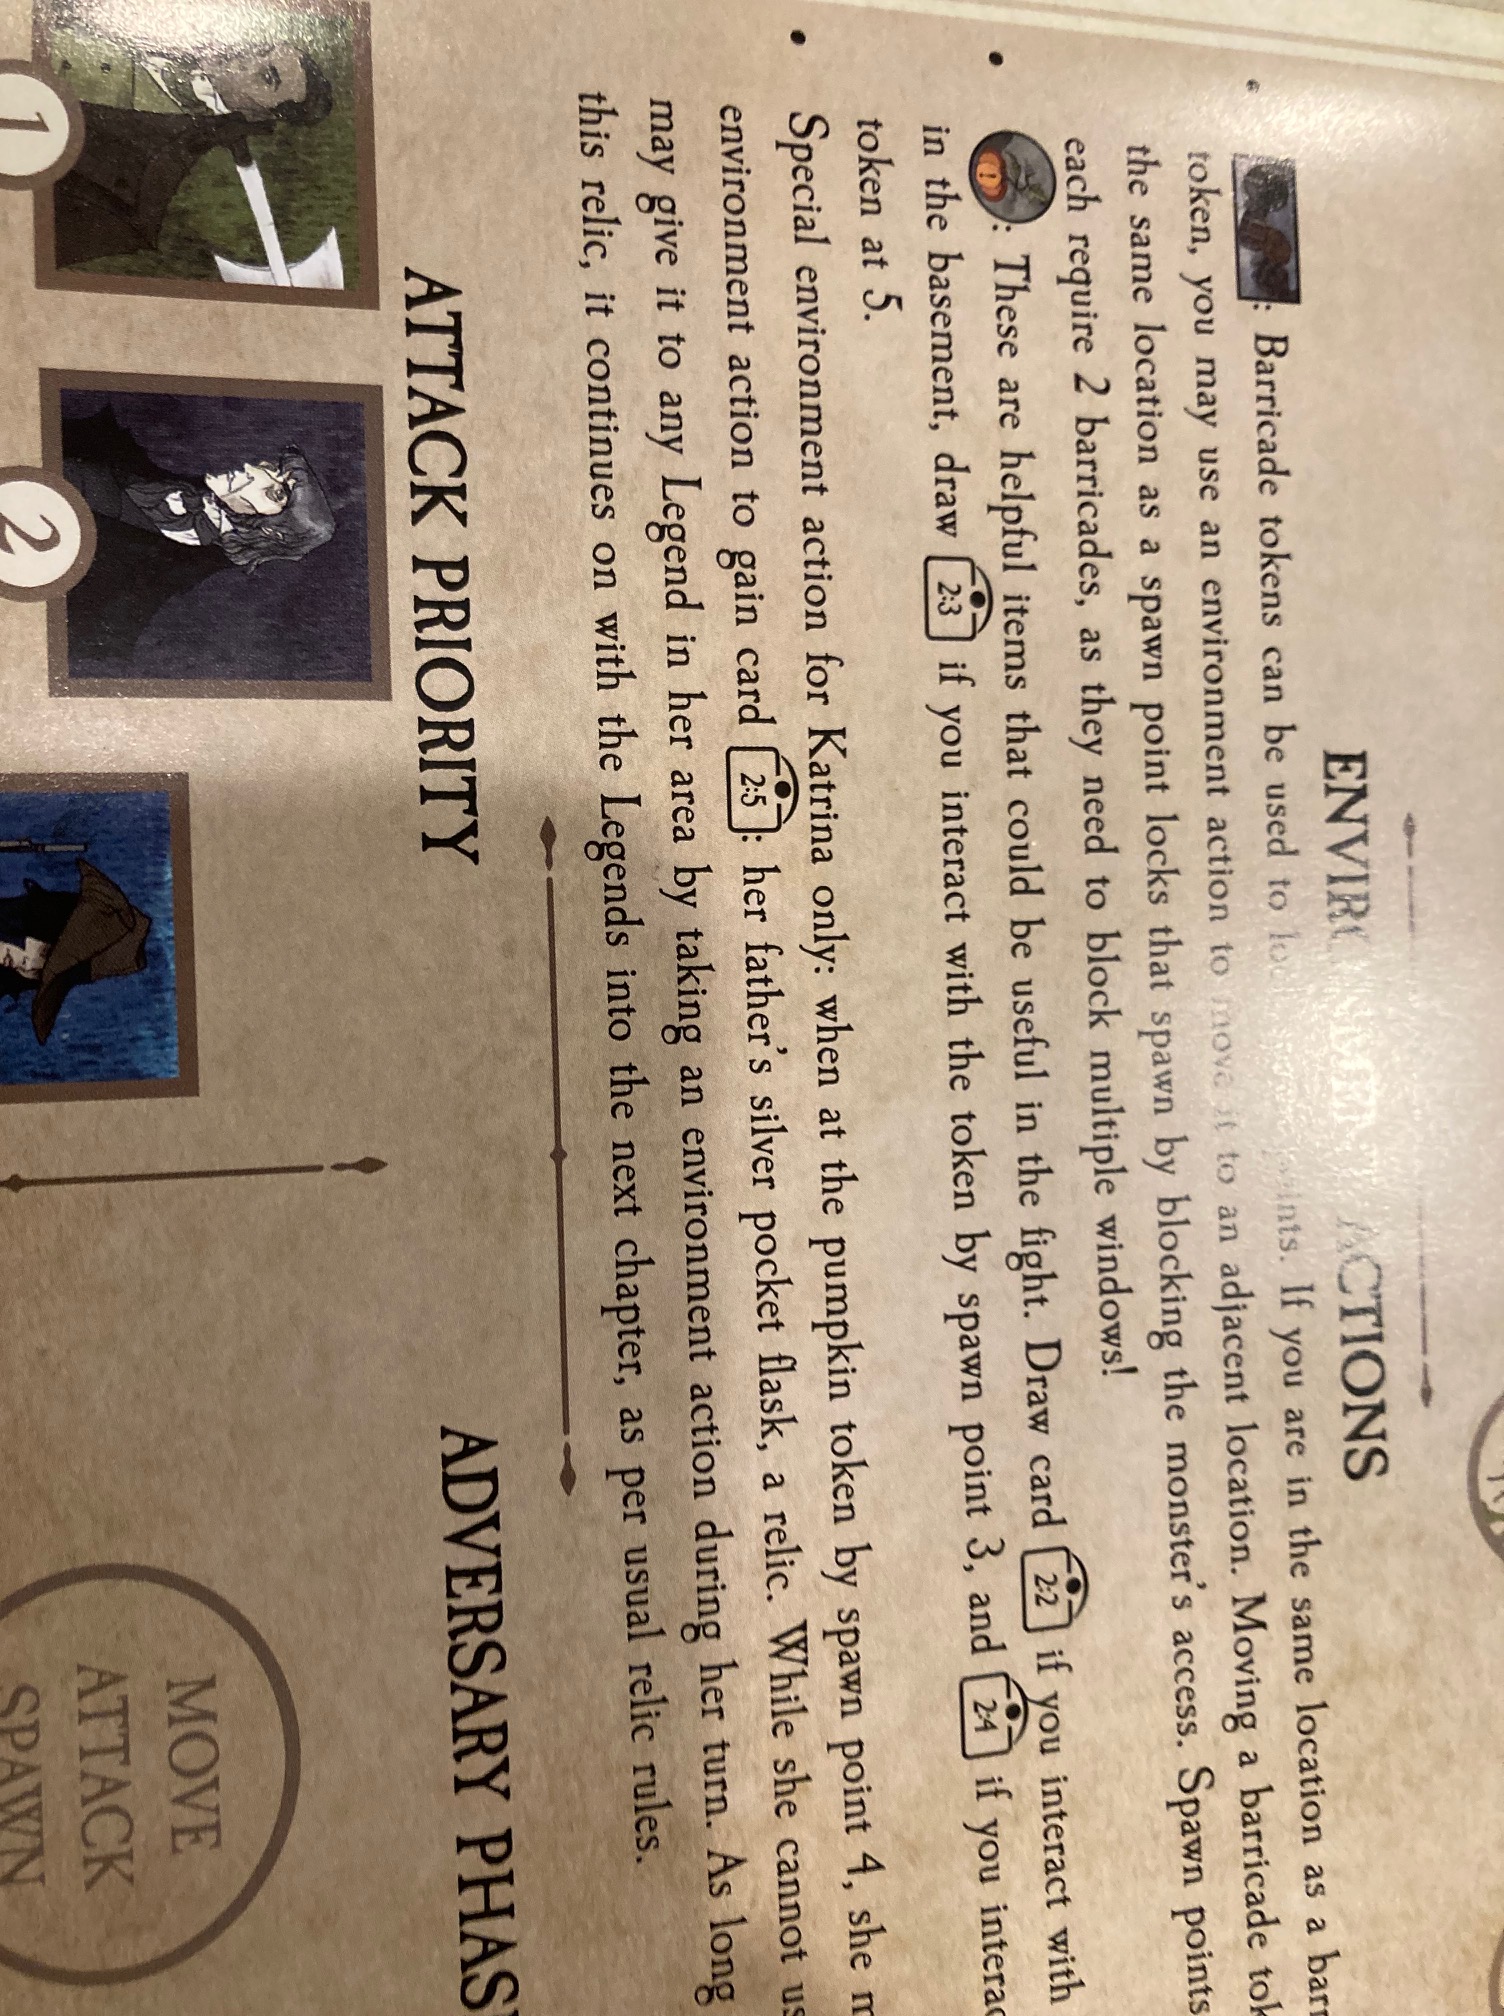 ACTIONS
: Barricade tokens can be used to If you are in the same location as a
token, you may use an environment action to move it to an adjacent location. Moving a barricade
the same location as a spawn point locks that spawn by blocking the monster's access. Spawn points
each require 2 barricades, as they need to block multiple windows!
: These are helpful items that could be useful in the fight. Draw card 2:2 if you interact with
in the basement, draw 2:3 if you interact with the token by spawn point 3, and 2:4 if you
token at 5.
• Special environment action for Katrina only: when at the pumpkin token by spawn point 4, she
environment action to gain card 2:5: her father's silver pocket flask, a relic. While she cannot
may give it to any Legend in her area by taking an environment action during her turn. As long
this relic, it continues on with the Legends into the next chapter, as per usual relic rules.
ATTACK PRIORITY
1
2
ADVERSARY
MOVE
ATTACK
SPAWN